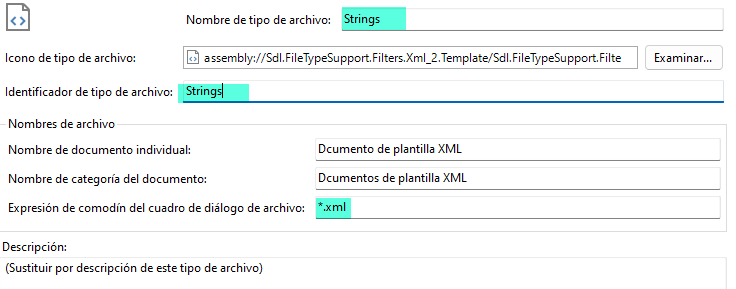 Nombre de tipo de archivo: Strings
Icono de tipo de archivo: assembly://Sdl.FileTypeSupport.Filters.Xml_2.Template/Sdl.FileTypeSupport.Filte Examinar...
Identificador de tipo de archivo: Strings
Nombres de archivo
Nombre de documento individual: Dcumento de plantilla XML
Nombre de categoría del documento: Dcumentos de plantilla XML
Expresión de comodín del cuadro de diálogo de archivo: *.xml
Descripción:
(Sustituir por descripción de este tipo de archivo)